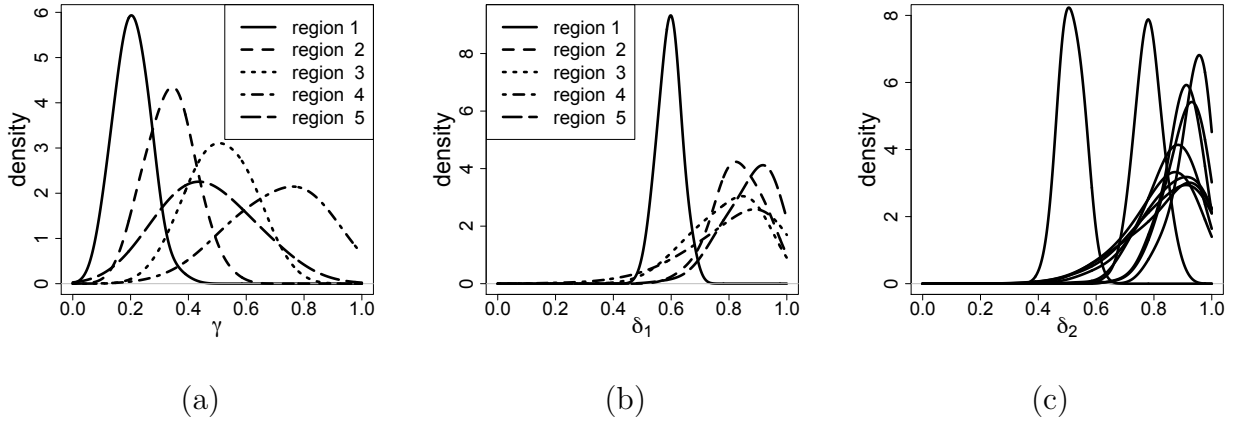 density
0 1 2 3 4 5 6
region 1
region 2
region 3
region 4
region 5
0.0 0.2 0.4 0.6 0.8 1.0
γ
(a)
density
0 2 4 6 8
region 1
region 2
region 3
region 4
region 5
0.0 0.2 0.4 0.6 0.8 1.0
δ1
(b)
density
0 2 4 6 8
0.0 0.2 0.4 0.6 0.8 1.0
δ2
(c)